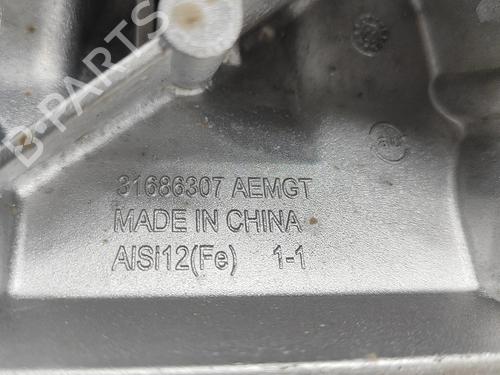 B-PARTS
31686307 AEMGT
MADE IN CHINA
AlSi12(Fe) 1-1